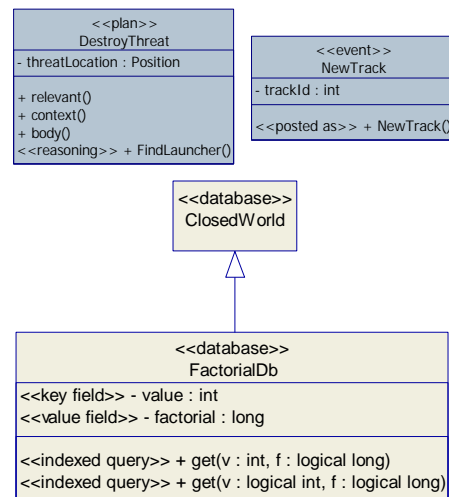 <<plan>>
DestroyThreat
- threatLocation : Position
+ relevant()
+ context()
+ body()
<<reasoning>> + FindLauncher()
<<event>>
NewTrack
- trackId : int
<<posted as>> + NewTrack()
<<database>>
ClosedWorld
<<database>>
FactorialDb
<<key field>> - value : int
<<value field>> - factorial : long
<<indexed query>> + get(v : int, f : logical long)
<<indexed query>> + get(v : logical int, f : logical long)